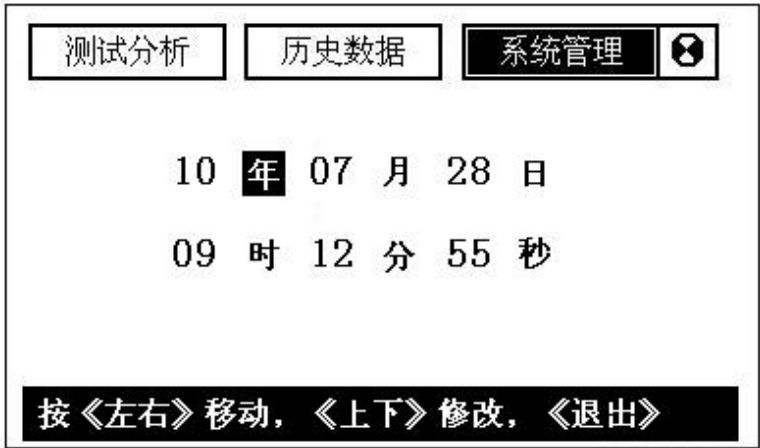 测试分析 历史数据 系统管理
10 年 07 月 28 日
09 时 12 分 55 秒
按《左右》移动，《上下》修改，《退出》